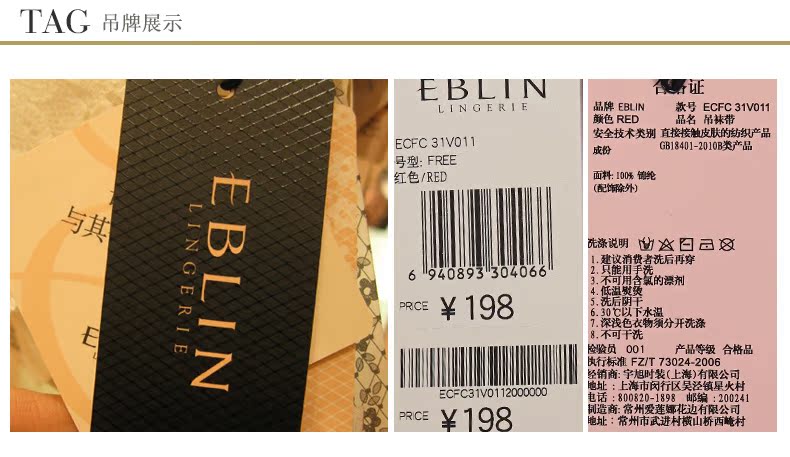 TAG 吊牌展示
与其
EBLIN
LINGERIE
EBLIN
LINGERIE
ECFC 31V011
号型: FREE
红色/RED
6 940893 304066
PRICE ¥198
ECFC31V0112000000
PRICE ¥198
合格证
品牌 EBLIN 款号 ECFC 31V011
颜色 RED 品名 吊袜带
安全技术类别 直接接触皮肤的纺织产品
GB18401-2010B类产品
成份
面料: 100% 锦纶
(配饰除外)
洗涤说明
1.建议消费者洗后再穿
2.只能用手洗
3.不可用含氯的漂剂
4.低温熨烫
5.洗后阴干
6.30℃以下水温
7.深浅色衣物须分开洗涤
8.不可干洗
检验员 001 产品等级 合格品
执行标准 FZ/T 73024-2006
经销商: 宇旭时装(上海)有限公司
地址: 上海市闵行区吴泾镇星火村
电话: 800820-1898 邮编: 200241
制造商: 常州爱莲娜花边有限公司
地址: 常州市武进村横山桥西崦村